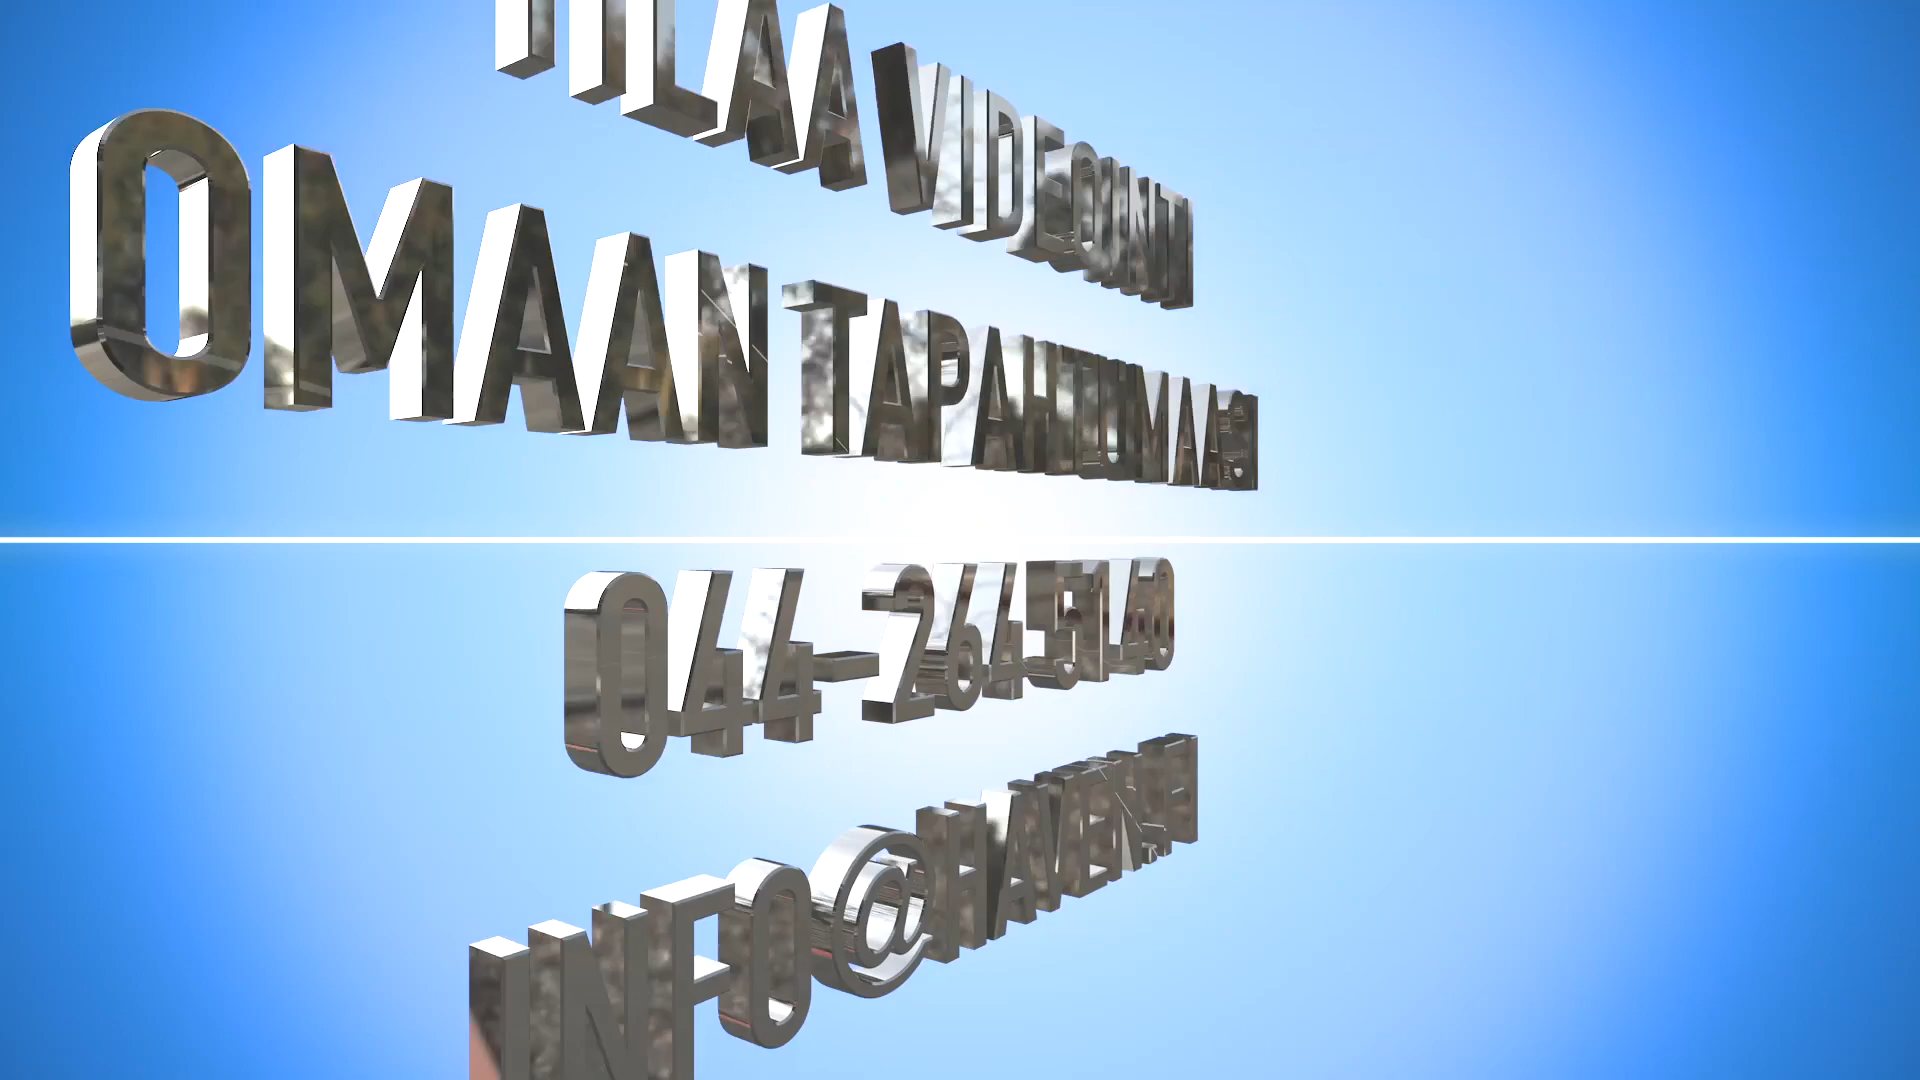 TILAA VIDEOINTI
OMAAN TAPAHTUMAASI
044-2645140
INFO@HAVEN.FI